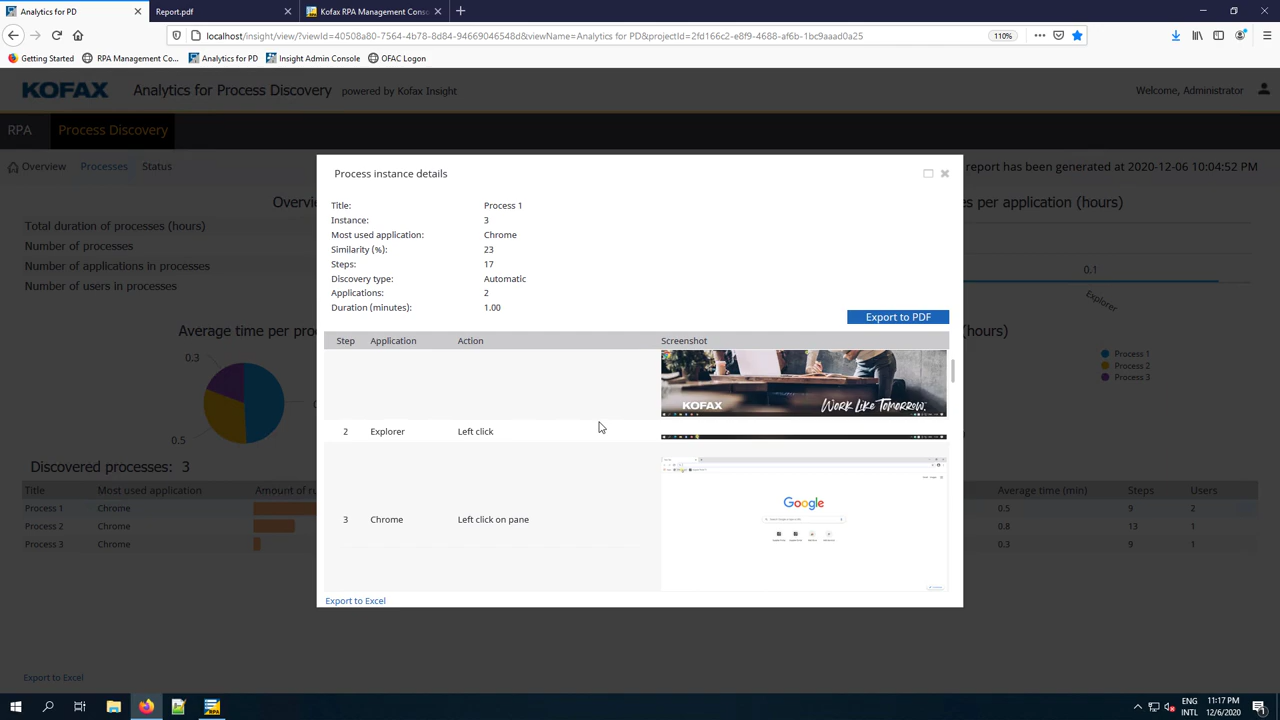 Analytics for PD
Report.pdf
Kofax RPA Management Conso
localhost/insight/view/?viewId=40508a80-7564-4b78-8d84-94669046548d&viewName=Analytics for PD&projectId=2fd166c2-e8f9-4688-af6b-1bc9aaad0a25
110%
Getting Started
RPA Management Co...
Analytics for PD
Insight Admin Console
OFAC Logon
KOFAX
Analytics for Process Discovery powered by Kofax Insight
Welcome, Administrator
RPA
Process Discovery
Overview
Processes
Status
report has been generated at 2020-12-06 10:04:52 PM
Process instance details
Title: Process 1
Instance: 3
Most used application: Chrome
Similarity (%): 23
Steps: 17
Discovery type: Automatic
Applications: 2
Duration (minutes): 1.00
Export to PDF
Step Application Action Screenshot
KOFAX
WORK LIKE TOMORROW.
2 Explorer Left click
Google
3 Chrome Left click on pane
Export to Excel
Overvie
Total duration of processes (hours)
Number of processes
Number of applications in processes
Number of users in processes
Average time per pro
0.3
0.5
es per application (hours)
0.1
Explorer
(hours)
Process 1
Process 2
Process 3
Discovered processes: 3
Title Most used application Amount of ru
Average time (min) Steps Users
Process 1 Chrome
0.5 9 2
Process 2 Chrome
0.8 13 1
Process 3 Chrome
0.3 9 1
Export to Excel
RPA
ENG
INTL
11:17 PM
12/6/2020
1